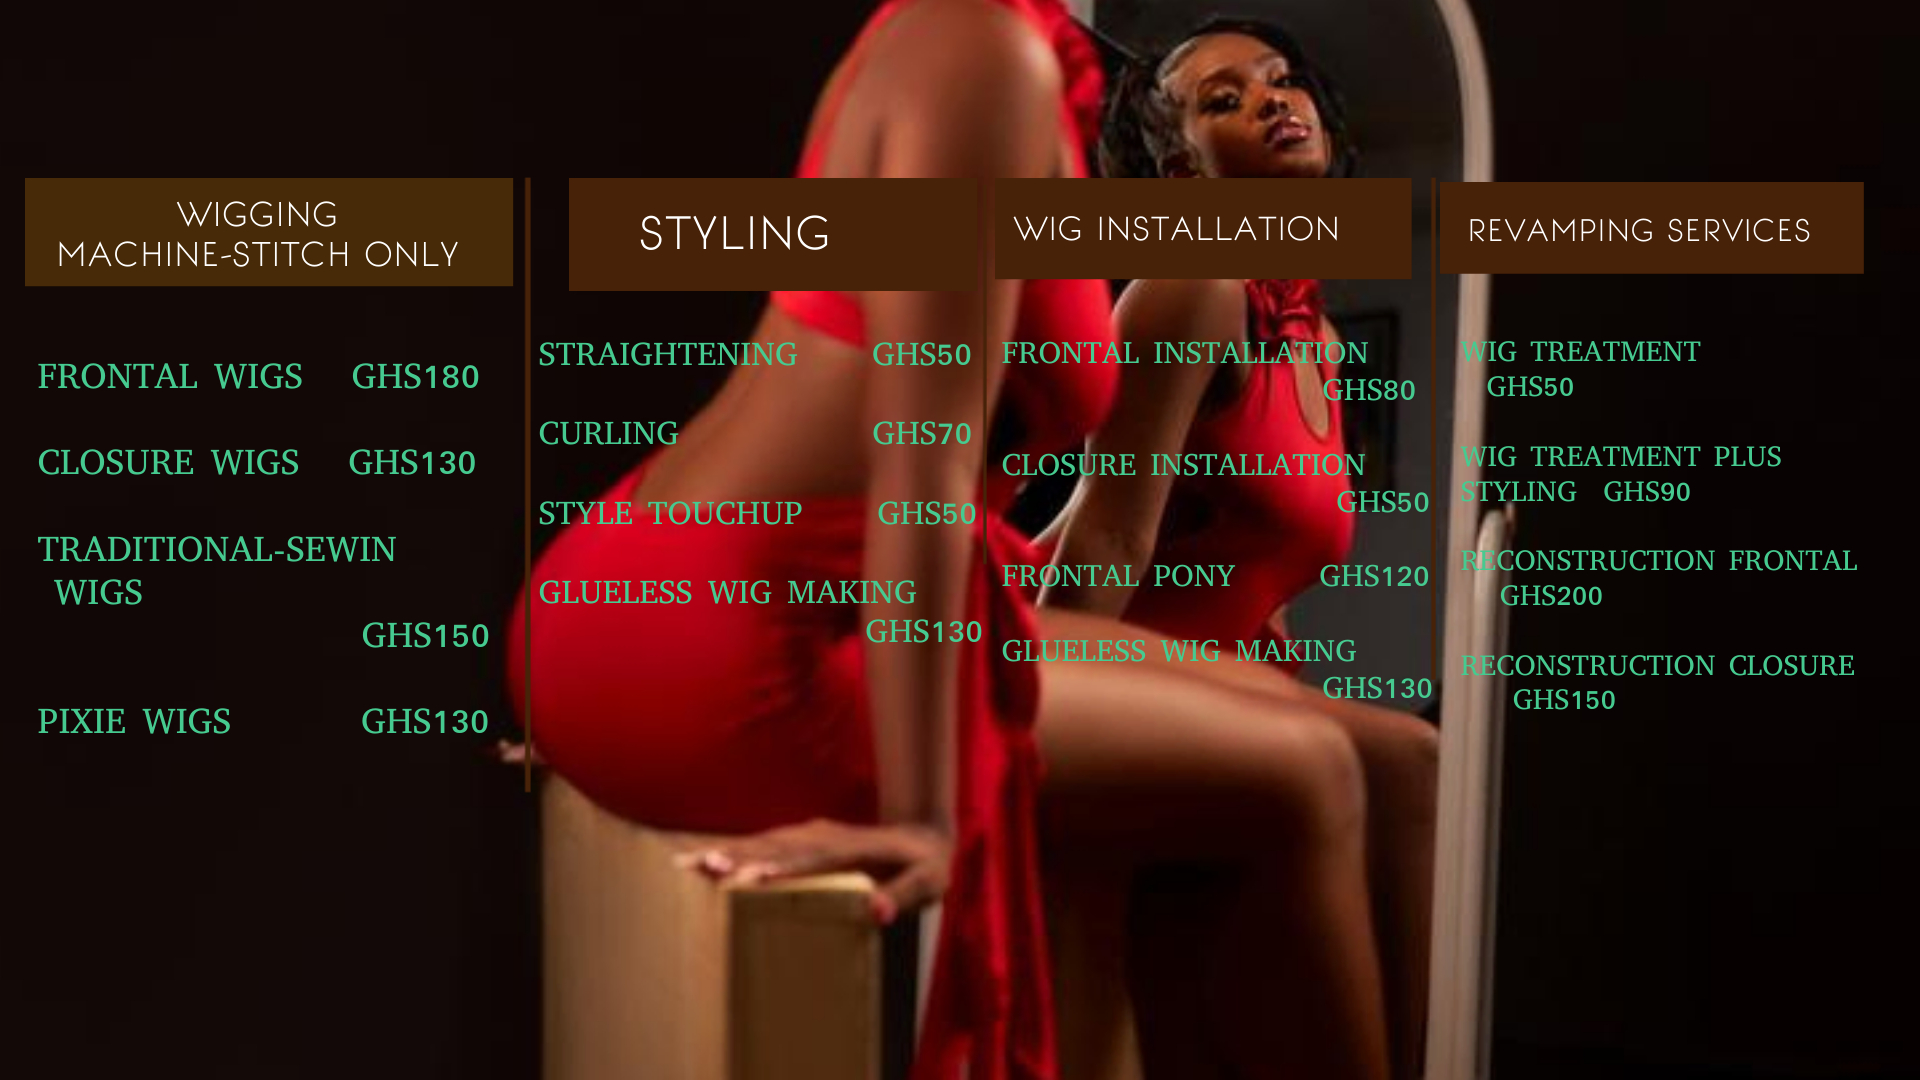 WIGGING
MACHINE-STITCH ONLY
FRONTAL WIGS GHS180
CLOSURE WIGS GHS130
TRADITIONAL-SEWIN
WIGS
GHS150
PIXIE WIGS GHS130
STYLING
STRAIGHTENING GHS50
CURLING GHS70
STYLE TOUCHUP GHS50
GLUELESS WIG MAKING
GHS130
WIG INSTALLATION
FRONTAL INSTALLATION
GHS80
CLOSURE INSTALLATION
GHS50
FRONTAL PONY GHS120
GLUELESS WIG MAKING
GHS130
REVAMPING SERVICES
WIG TREATMENT
GHS50
WIG TREATMENT PLUS
STYLING GHS90
RECONSTRUCTION FRONTAL
GHS200
RECONSTRUCTION CLOSURE
GHS150